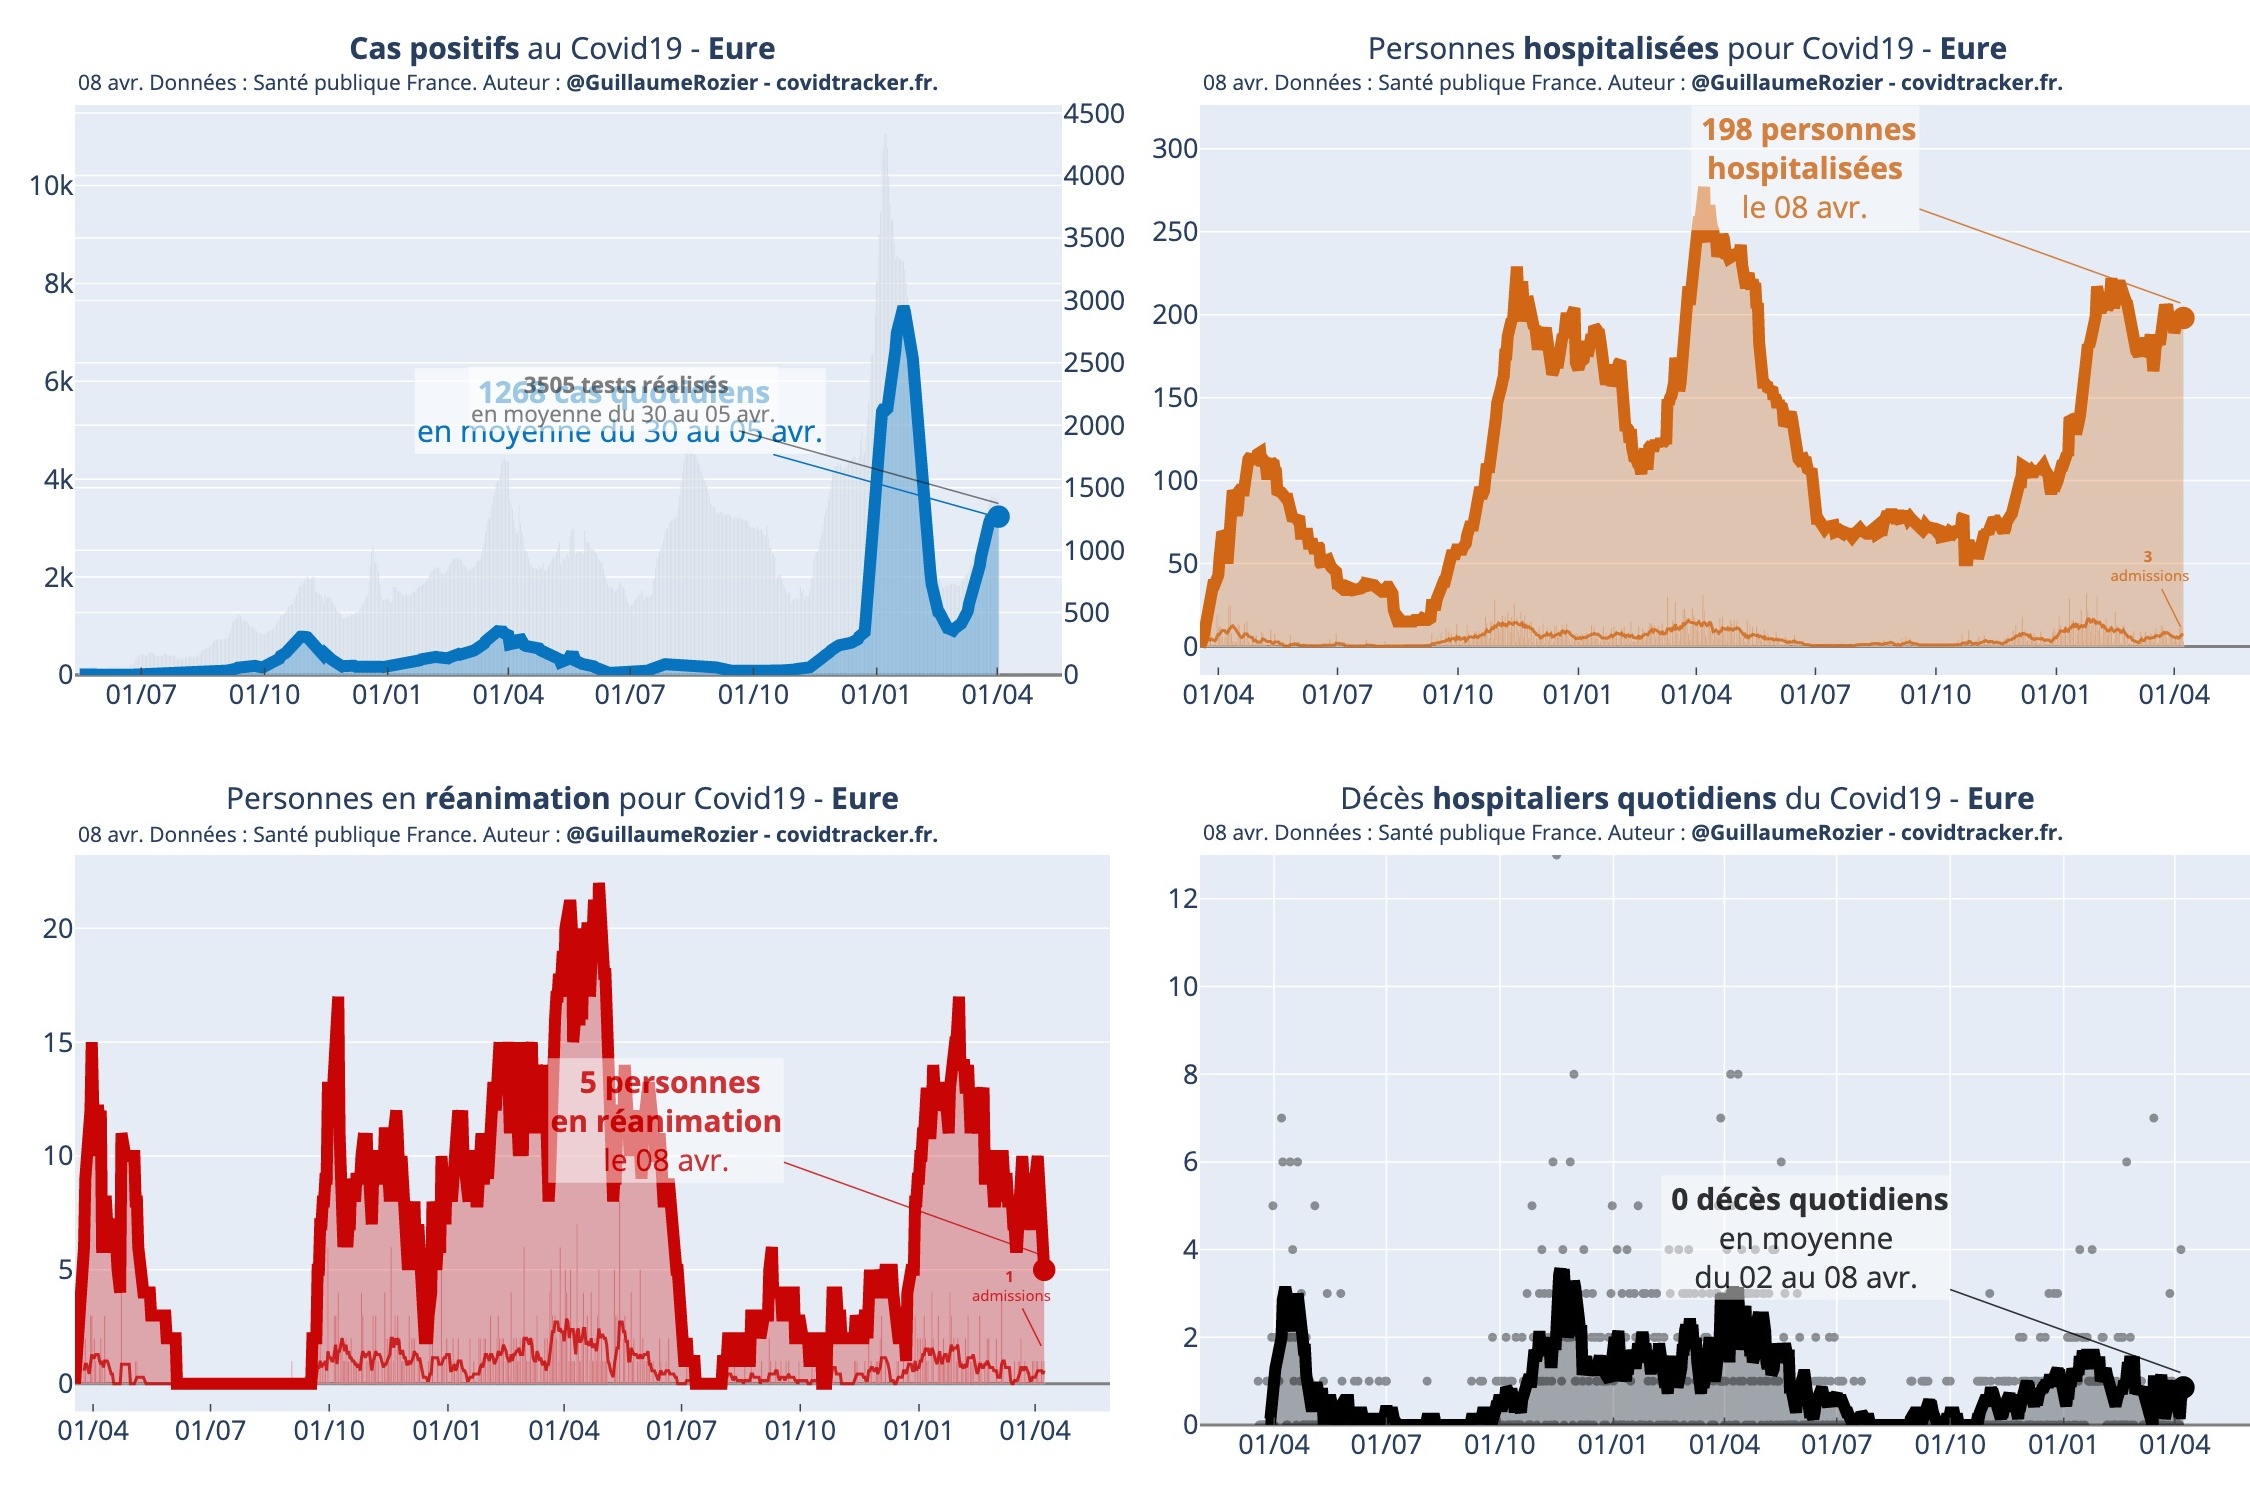 Cas positifs au Covid19 - Eure
08 avr. Données : Santé publique France. Auteur : @GuillaumeRozier - covidtracker.fr.
4500
4000
10k
3500
8k
3000
2500
6k
3505 tests réalisés
1268 cas quotidiens
en moyenne du 30 au 05 avr.
en moyenne du 30 au 05 avr.
2000
4k
1500
1000
2k
500
0
0
01/07 01/10 01/01 01/04 01/07 01/10 01/01 01/04
Personnes hospitalisées pour Covid19 - Eure
08 avr. Données : Santé publique France. Auteur : @GuillaumeRozier - covidtracker.fr.
198 personnes
hospitalisées
le 08 avr.
300
250
200
150
100
50
0
3
admissions
01/04 01/07 01/10 01/01 01/04 01/07 01/10 01/01 01/04
Personnes en réanimation pour Covid19 - Eure
08 avr. Données : Santé publique France. Auteur : @GuillaumeRozier - covidtracker.fr.
20
15
5 personnes
en réanimation
le 08 avr.
10
5
1
admissions
0
01/04 01/07 01/10 01/01 01/04 01/07 01/10 01/01 01/04
Décès hospitaliers quotidiens du Covid19 - Eure
08 avr. Données : Santé publique France. Auteur : @GuillaumeRozier - covidtracker.fr.
12
10
8
6
0 décès quotidiens
en moyenne
du 02 au 08 avr.
4
2
0
01/04 01/07 01/10 01/01 01/04 01/07 01/10 01/01 01/04